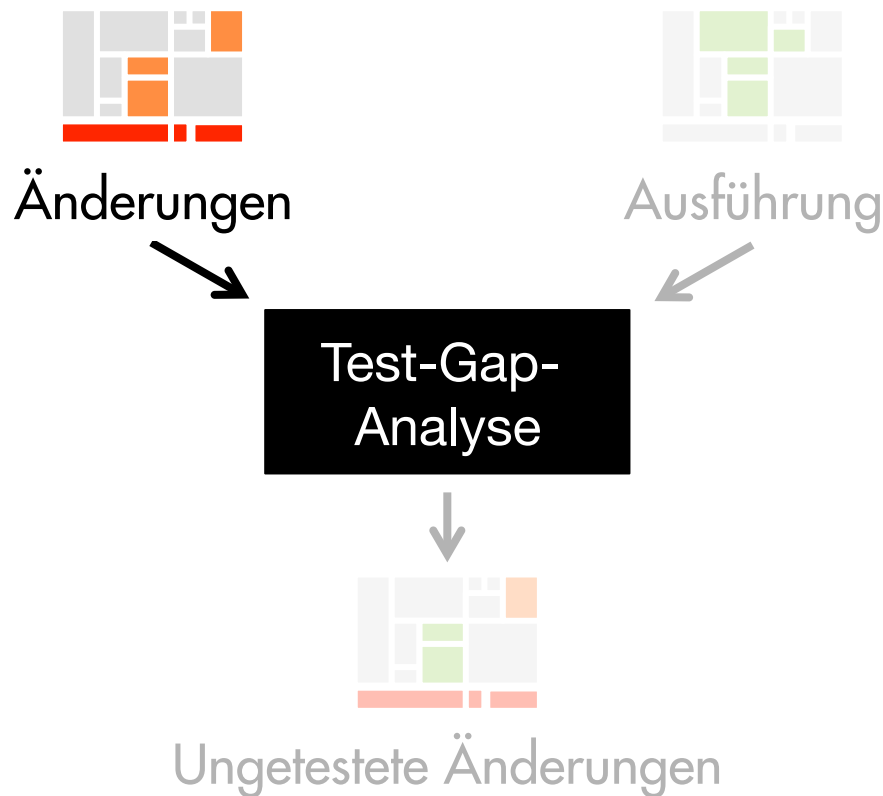 Änderungen
Ausführung
Test-Gap-
Analyse
Ungetestete Änderungen